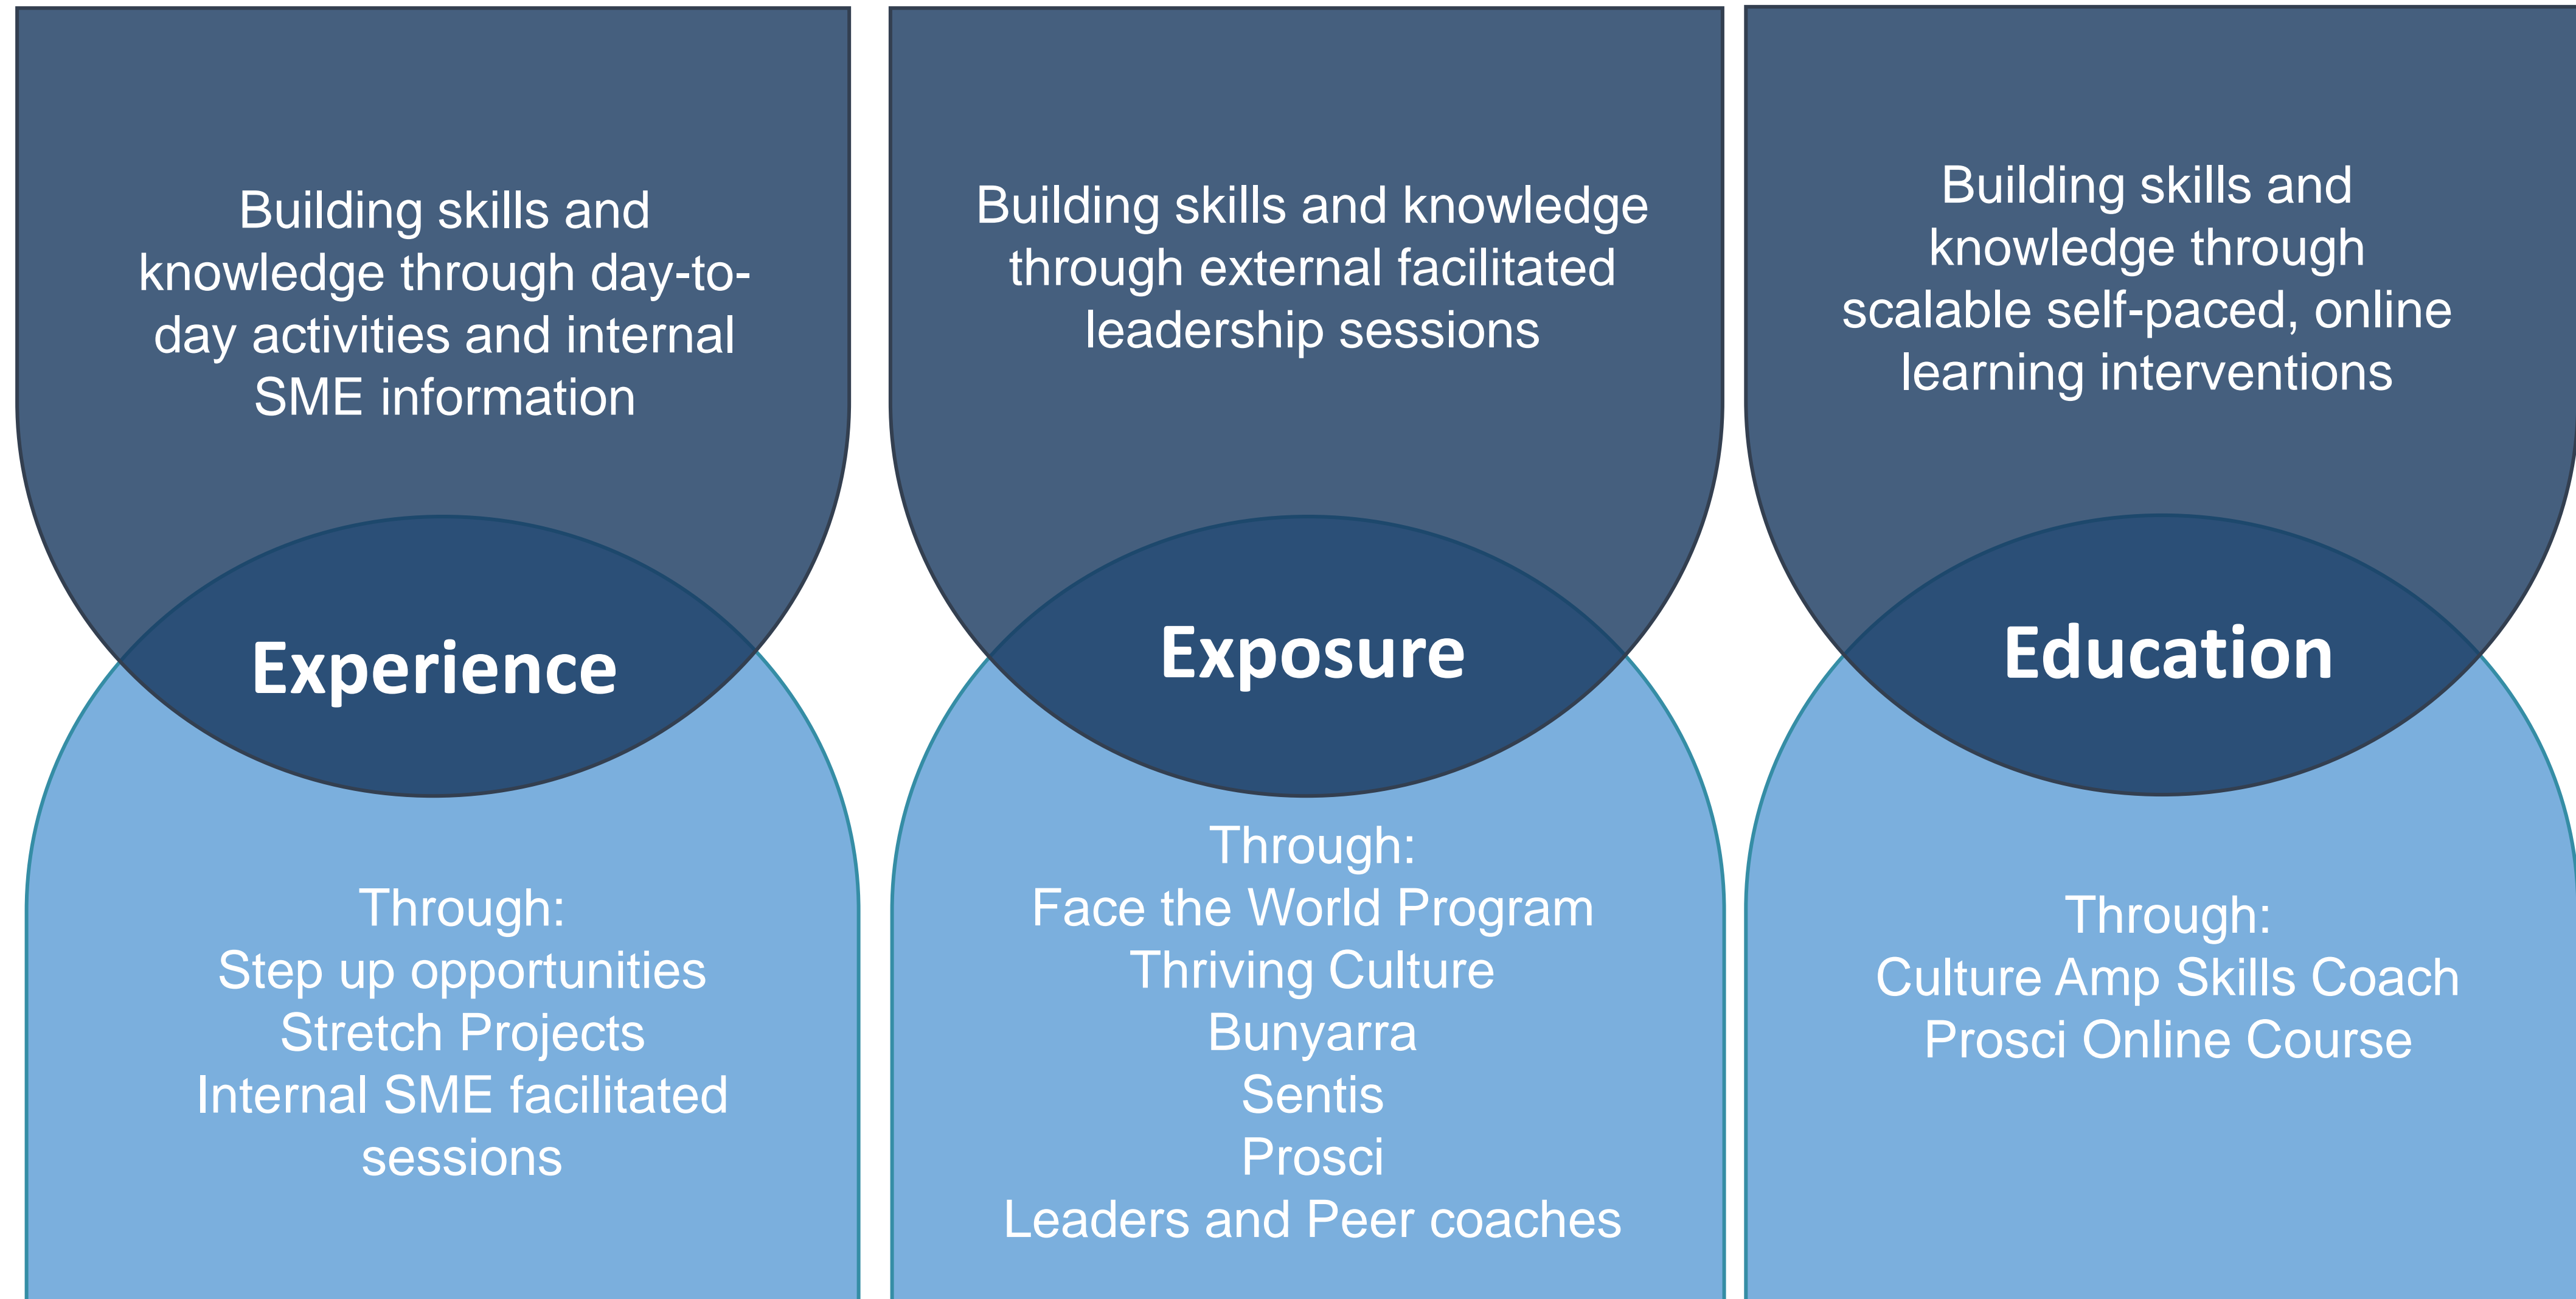 Building skills and
knowledge through day-to-
day activities and internal
SME information
Experience
Through:
Step up opportunities
Stretch Projects
Internal SME facilitated
sessions
Building skills and knowledge
through external facilitated
leadership sessions
Exposure
Through:
Face the World Program
Thriving Culture
Bunyarra
Sentis
Prosci
Leaders and Peer coaches
Building skills and
knowledge through
scalable self-paced, online
learning interventions
Education
Through:
Culture Amp Skills Coach
Prosci Online Course